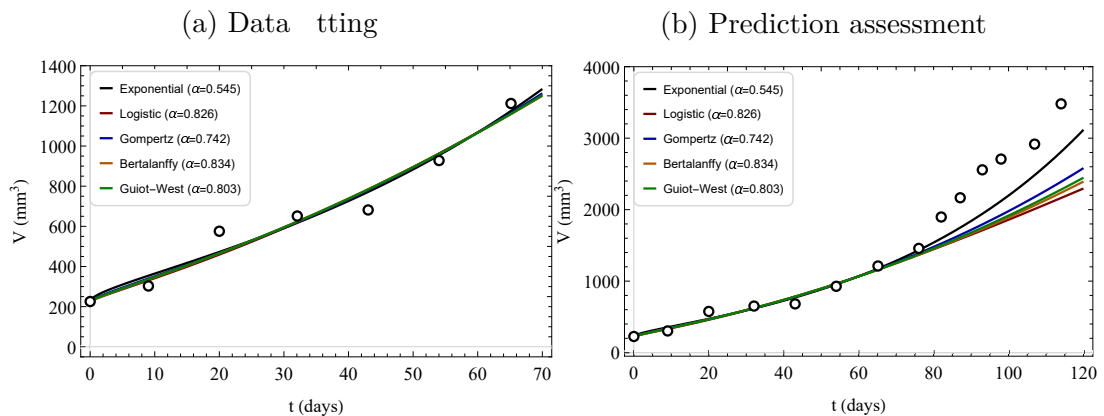 (a) Data tting
(b) Prediction assessment
V (mm³)
1400
1200
1000
800
600
400
200
0
Exponential (α=0.545)
Logistic (α=0.826)
Gompertz (α=0.742)
Bertalanffy (α=0.834)
Guiot-West (α=0.803)
0 10 20 30 40 50 60 70
t (days)
V (mm³)
4000
3000
2000
1000
0
Exponential (α=0.545)
Logistic (α=0.826)
Gompertz (α=0.742)
Bertalanffy (α=0.834)
Guiot-West (α=0.803)
0 20 40 60 80 100 120
t (days)